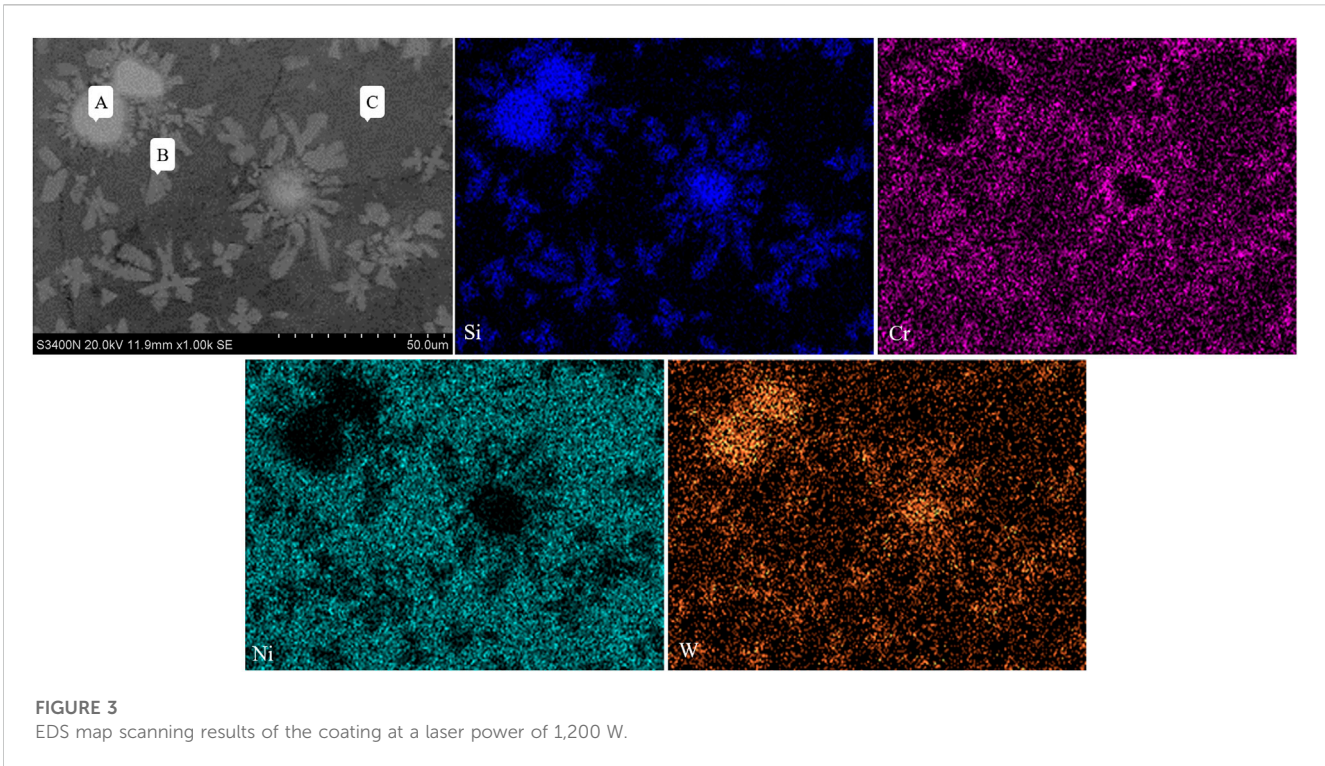 A
B
C
S3400N 20.0kV 11.9mm x1.00k SE
50.0um
Si
Cr
Ni
W
FIGURE 3
EDS map scanning results of the coating at a laser power of 1,200 W.